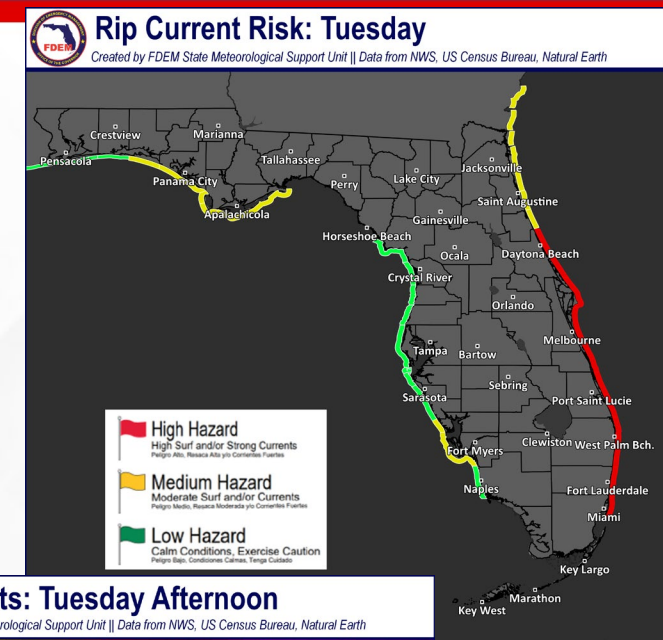 FDEM
Rip Current Risk: Tuesday
Created by FDEM State Meteorological Support Unit || Data from NWS, US Census Bureau, Natural Earth
Crestview
Marianna
Pensacola
Tallahassee
Panama City
Perry
Lake City
Jacksonville
Apalachicola
Saint Augustine
Gainesville
Horseshoe Beach
Ocala
Daytona Beach
Crystal River
Orlando
Melbourne
Tampa
Bartow
Sebring
Sarasota
Port Saint Lucie
Clewiston
West Palm Bch.
Fort Myers
Naples
Fort Lauderdale
Miami
Key Largo
Marathon
Key West
High Hazard
High Surf and/or Strong Currents
Peligro Alto, Resaca Alta y/o Corrientes Fuertes
Medium Hazard
Moderate Surf and/or Currents
Peligro Medio, Resaca Moderada y/o Corrientes Fuertes
Low Hazard
Calm Conditions, Exercise Caution
Peligro Bajo, Condiciones Calmas, Tenga Cuidado
ts: Tuesday Afternoon
rological Support Unit || Data from NWS, US Census Bureau, Natural Earth